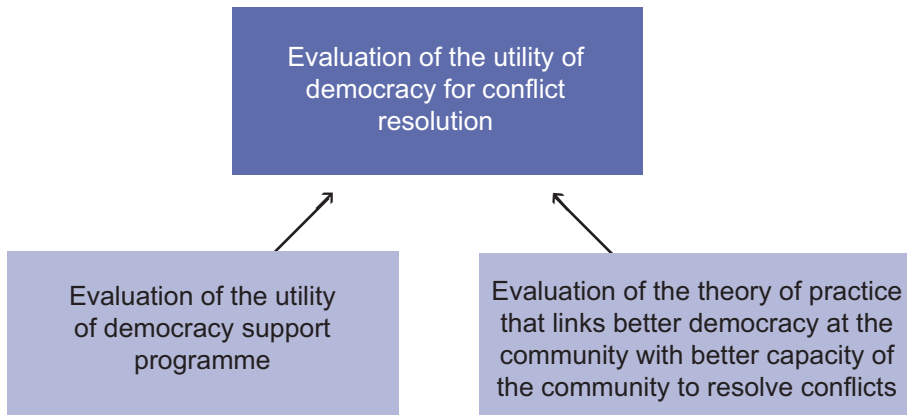 Evaluation of the utility of
democracy for conflict
resolution
Evaluation of the utility
of democracy support
programme
Evaluation of the theory of practice
that links better democracy at the
community with better capacity of
the community to resolve conflicts